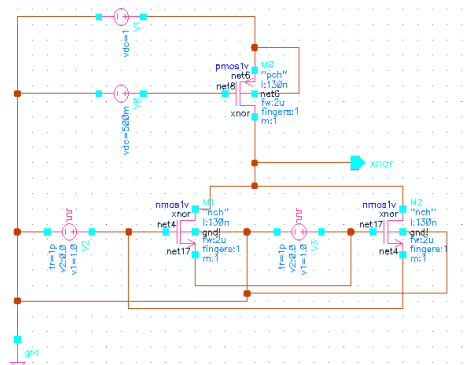 V1
vdc=1
pmos1v
M0
net6
"pch"
l:130n
net8
net6
fw:2u
fingers:1
xnor
m:1
V0
vdc=500m
xnor
nmos1v
M1
xnor
"nch"
l:130n
net4
gnd!
fw:2u
fingers:1
net17
m:1
V2
tr=1p
v2:0.0
v1=1.0
V3
tr=1p
v2:0.0
v1=1.0
nmos1v
M2
xnor
"nch"
l:130n
net17
gnd!
fw:2u
fingers:1
net4
m:1
gnd